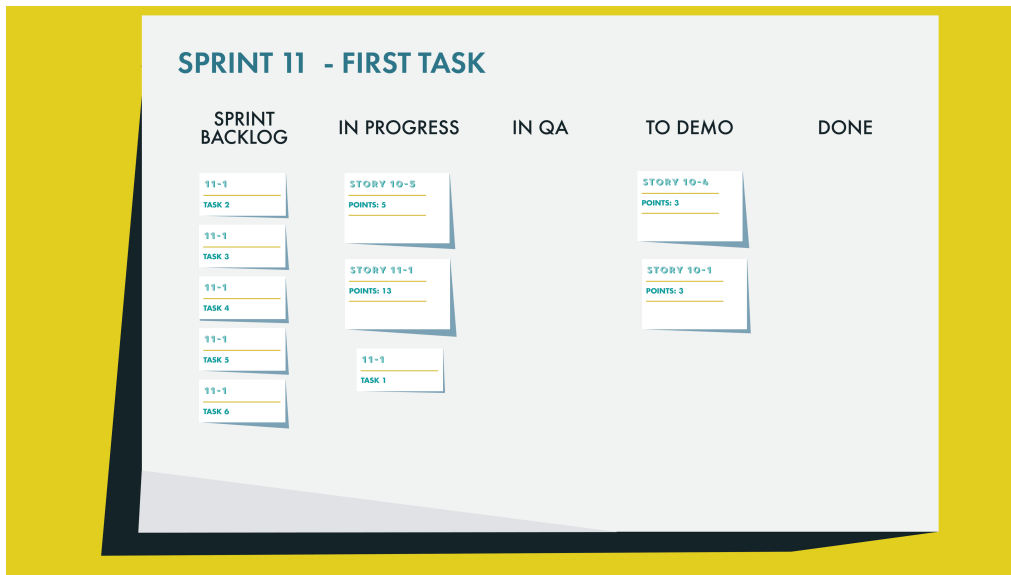 SPRINT 11 - FIRST TASK
SPRINT
BACKLOG
IN PROGRESS
IN QA
TO DEMO
DONE
11-1
TASK 2
11-1
TASK 3
11-1
TASK 4
11-1
TASK 5
11-1
TASK 6
STORY 10-5
POINTS: 5
STORY 11-1
POINTS: 13
11-1
TASK 1
STORY 10-4
POINTS: 3
STORY 10-1
POINTS: 3